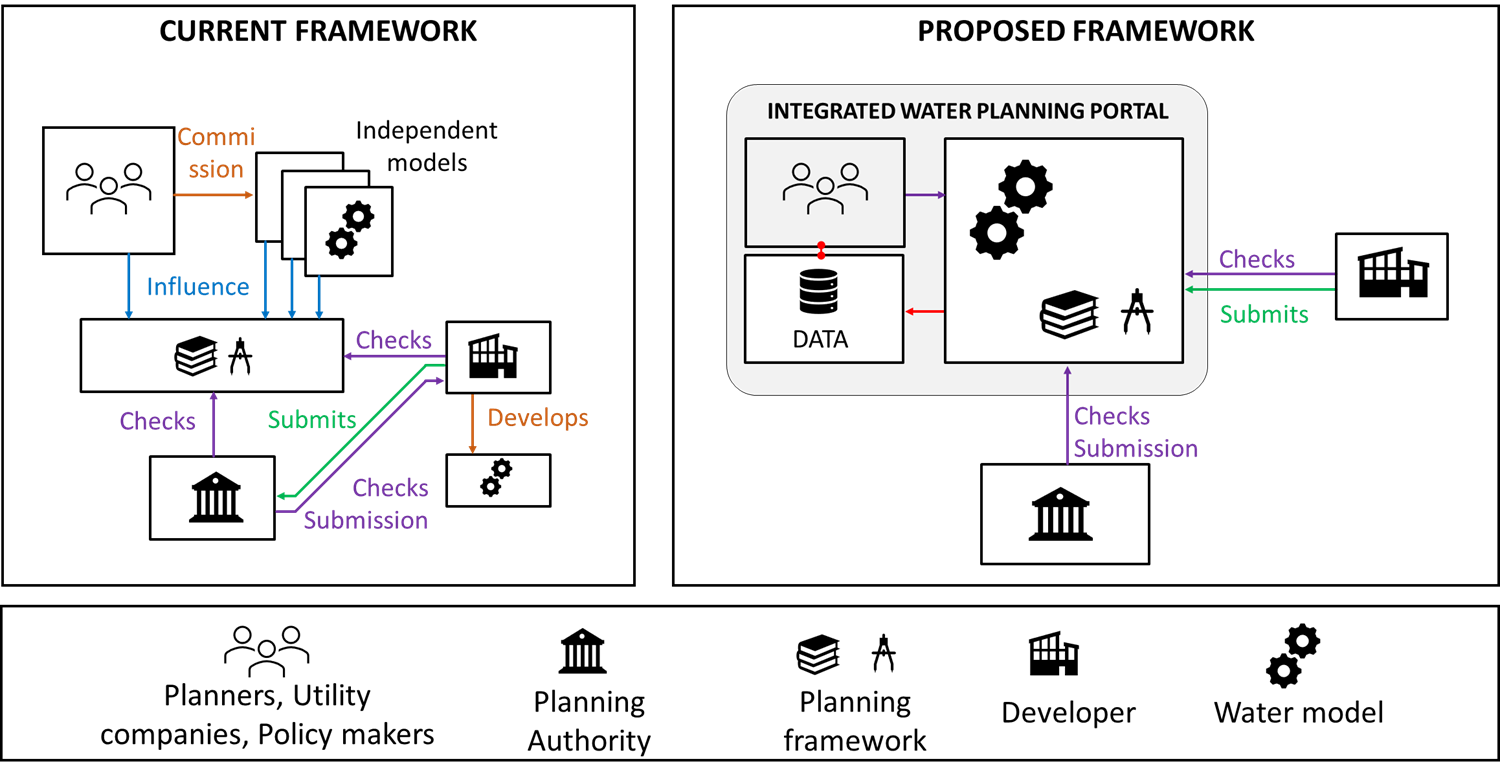 CURRENT FRAMEWORK
Commi
ssion
Independent
models
Influence
Checks
Checks
Submits
Develops
Checks
Submission
PROPOSED FRAMEWORK
INTEGRATED WATER PLANNING PORTAL
DATA
Checks
Submits
Checks
Submission
Planners, Utility
companies, Policy makers
Planning
Authority
Planning
framework
Developer
Water model